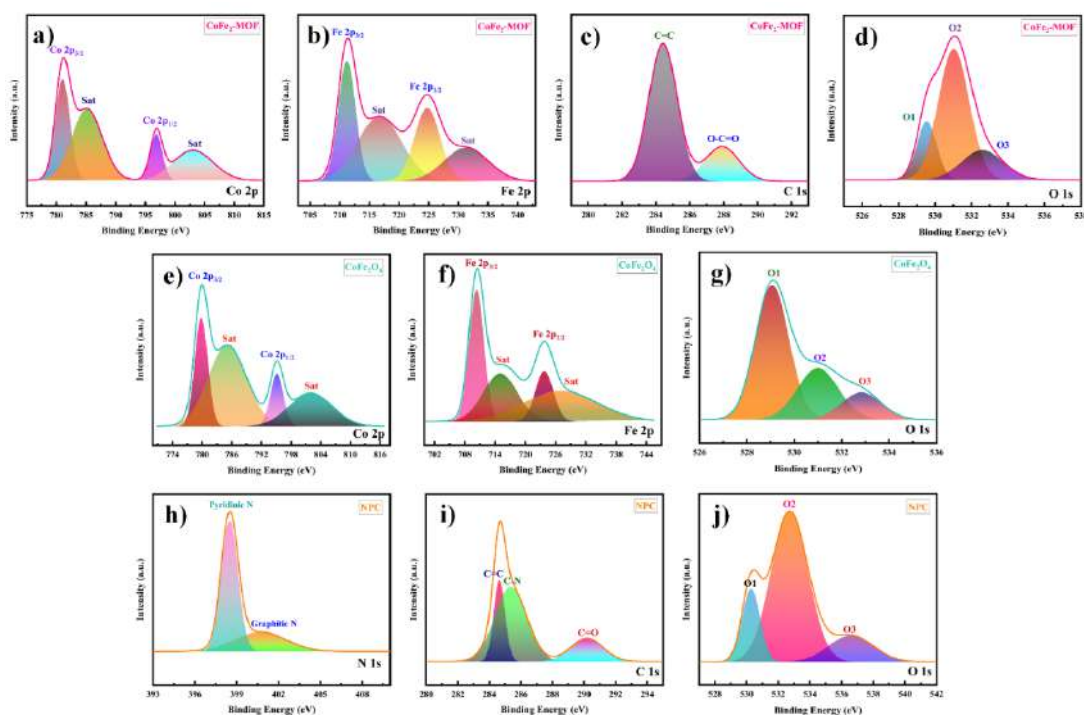 a)
CoFe₂-MOF
Co 2p₃/₂
Sat
Co 2p₁/₂
Sat
Co 2p
Intensity (a.u.)
775 780 785 790 795 800 805 810 815
Binding Energy (eV)
b)
CoFe₂-MOF
Fe 2p₃/₂
Sat
Fe 2p₁/₂
Sat
Fe 2p
Intensity (a.u.)
705 710 715 720 725 730 735 740
Binding Energy (eV)
c)
CoFe₂-MOF
C=C
O-C=O
C 1s
Intensity (a.u.)
280 282 284 286 288 290 292
Binding Energy (eV)
d)
CoFe₂-MOF
O1
O2
O3
O 1s
Intensity (a.u.)
526 528 530 532 534 536 538
Binding Energy (eV)
e)
CoFe₂O₄
Co 2p₃/₂
Sat
Co 2p₁/₂
Sat
Co 2p
Intensity (a.u.)
774 780 786 792 798 804 810 816
Binding Energy (eV)
f)
CoFe₂O₄
Fe 2p₃/₂
Sat
Fe 2p₁/₂
Sat
Fe 2p
Intensity (a.u.)
702 708 714 720 726 732 738 744
Binding Energy (eV)
g)
CoFe₂O₄
O1
O2
O3
O 1s
Intensity (a.u.)
526 528 530 532 534 536
Binding Energy (eV)
h)
NPC
Pyridinic N
Graphitic N
N 1s
Intensity (a.u.)
393 396 399 402 405 408
Binding Energy (eV)
i)
NPC
C=C
C-N
C=O
C 1s
Intensity (a.u.)
280 282 284 286 288 290 292 294
Binding Energy (eV)
j)
NPC
O1
O2
O3
O 1s
Intensity (a.u.)
528 530 532 534 536 538 540 542
Binding Energy (eV)